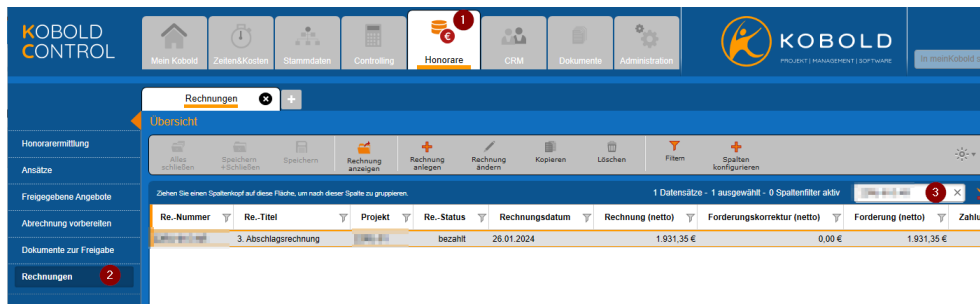 KOBOLD
CONTROL
Mein Kobold
Zeiten&Kosten
Stammdaten
Controlling
Honorare
1
CRM
Dokumente
Administration
KOBOLD
PROJEKT | MANAGEMENT | SOFTWARE
In meinKobold s
Rechnungen
Übersicht
Honorarermittlung
Ansätze
Freigegebene Angebote
Abrechnung vorbereiten
Dokumente zur Freigabe
Rechnungen 2
Alles schließen
Speichern +Schließen
Speichern
Rechnung anzeigen
Rechnung anlegen
Rechnung ändern
Kopieren
Löschen
Filtern
Spalten konfigurieren
Ziehen Sie einen Spaltenkopf auf diese Fläche, um nach dieser Spalte zu gruppieren.
1 Datensätze - 1 ausgewählt - 0 Spaltenfilter aktiv
3
Re.-Nummer Re.-Titel Projekt Re.-Status Rechnungsdatum Rechnung (netto) Forderungskorrektur (netto) Forderung (netto) Zahlu
3. Abschlagsrechnung bezahlt 26.01.2024 1.931,35 € 0,00 € 1.931,35 €